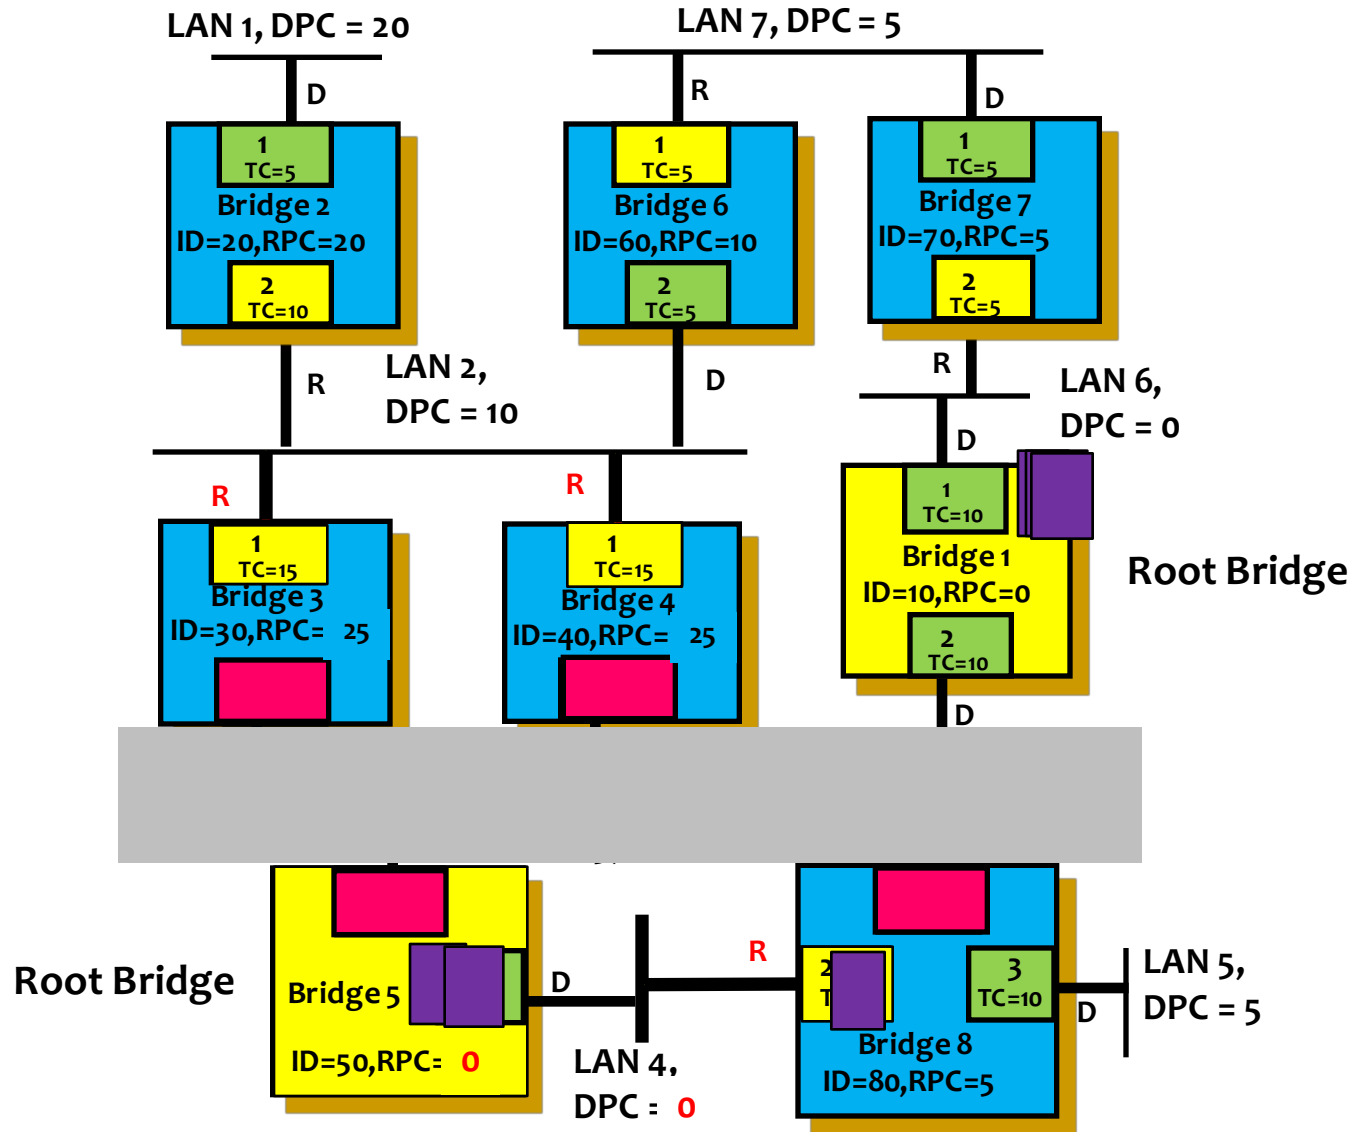 LAN 1, DPC = 20
LAN 7, DPC = 5
D
R
D
1
TC=5
Bridge 2
ID=20,RPC=20
2
TC=10
1
TC=5
Bridge 6
ID=60,RPC=10
2
TC=5
1
TC=5
Bridge 7
ID=70,RPC=5
2
TC=5
R
LAN 2,
DPC = 10
D
R
LAN 6,
DPC = 0
D
R
R
1
TC=15
Bridge 3
ID=30,RPC= 25
1
TC=15
Bridge 4
ID=40,RPC= 25
1
TC=10
Bridge 1
ID=10,RPC=0
2
TC=10
Root Bridge
D
Root Bridge
Bridge 5
ID=50,RPC= 0
D
LAN 4,
DPC = 0
R
2
3
TC=10
Bridge 8
ID=80,RPC=5
D
LAN 5,
DPC = 5